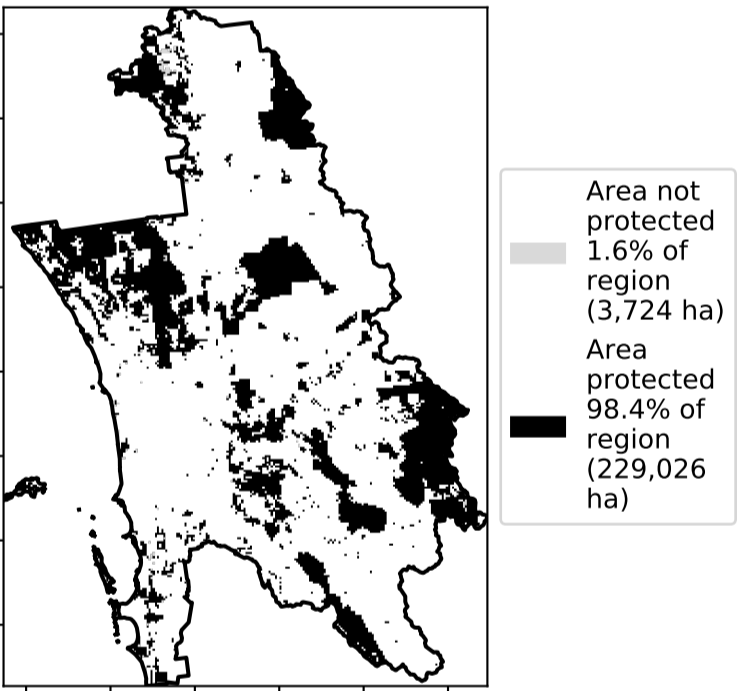 Area not
protected
1.6% of
region
(3,724 ha)
Area
protected
98.4% of
region
(229,026
ha)